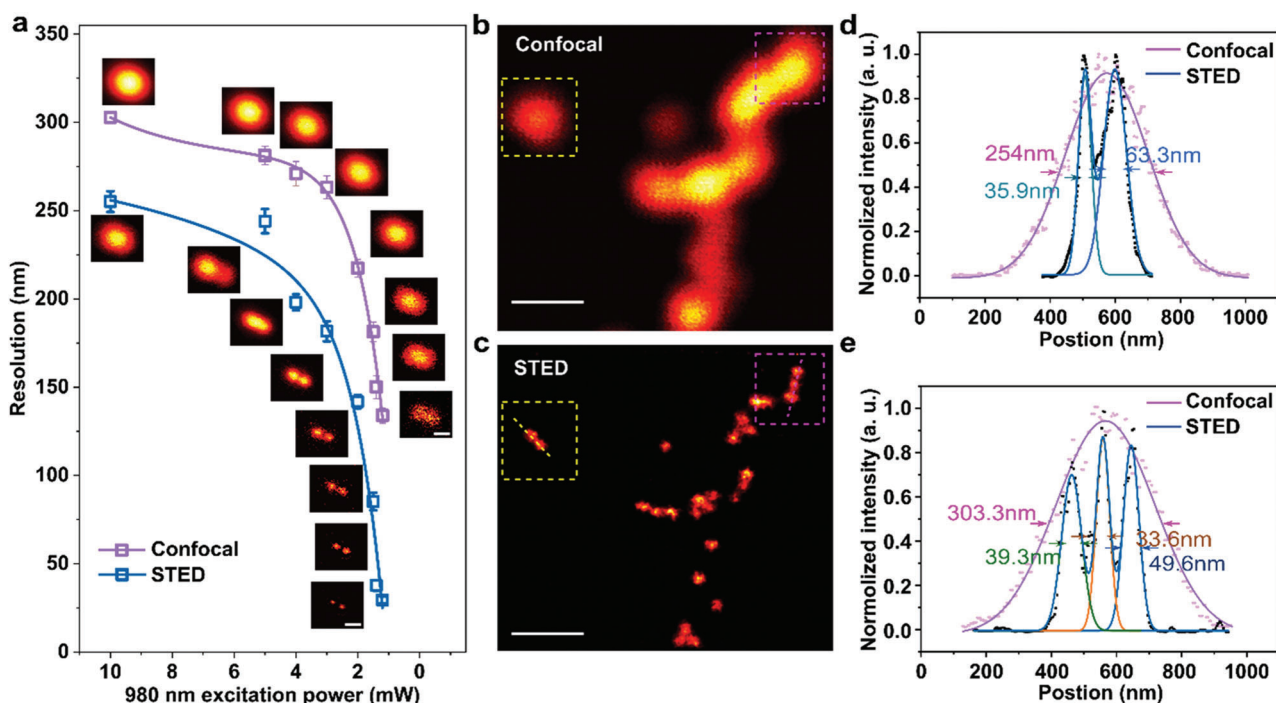 a
350
300
250
200
150
100
50
0
Resolution (nm)
Confocal
STED
10 8 6 4 2 0
980 nm excitation power (mW)
b
Confocal
c
STED
d
1.0
0.8
0.6
0.4
0.2
0.0
Normolized intensity (a. u.)
Confocal
STED
254nm
63.3nm
35.9nm
0 200 400 600 800 1000
Postion (nm)
e
1.0
0.8
0.6
0.4
0.2
0.0
Normolized intensity (a. u.)
Confocal
STED
303.3nm
33.6nm
39.3nm
49.6nm
0 200 400 600 800 1000
Postion (nm)